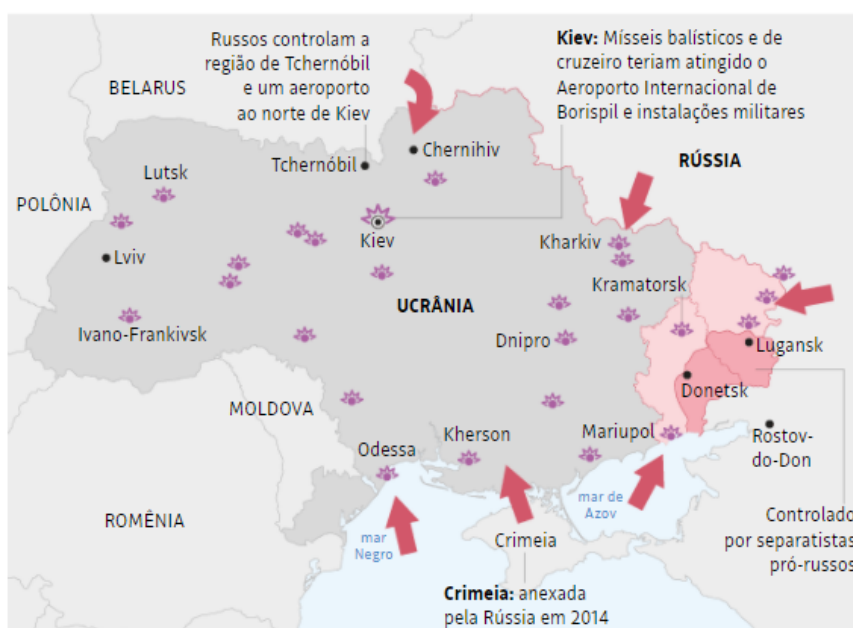 Russos controlam a
região de Tchernóbil
e um aeroporto
ao norte de Kiev
Kiev: Mísseis balísticos e de
cruzeiro teriam atingido o
Aeroporto Internacional de
Borispil e instalações militares
BELARUS
Chernihiv
Tchernóbil
RÚSSIA
Lutsk
POLÔNIA
Kiev
Kharkiv
Lviv
Kramatorsk
UCRÂNIA
Ivano-Frankivsk
Dnipro
Lugansk
Donetsk
MOLDOVA
Kherson
Mariupol
Odessa
Rostov-
do-Don
mar de
Azov
ROMÊNIA
mar
Negro
Crimeia
Controlado
por separatistas
pró-russos
Crimeia: anexada
pela Rússia em 2014